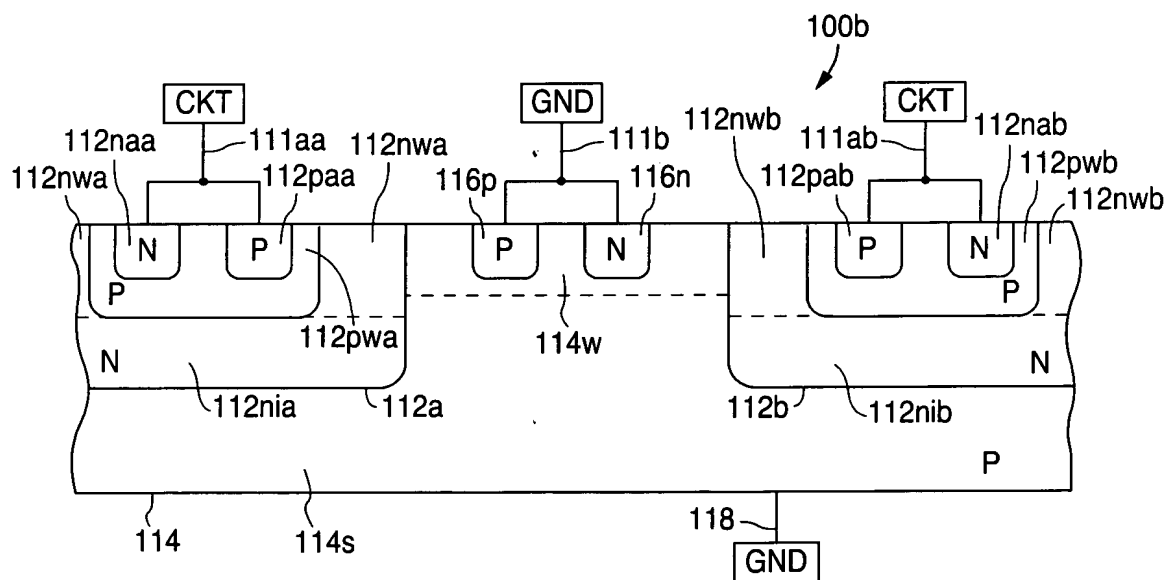 100b
CKT
GND
CKT
112naa
111aa
112nwa
111b
112nwb
111ab
112nab
112nwa
112paa
116p
116n
112pab
112pwb
112nwb
N
P
P
N
P
N
P
P
112pwa
114w
N
N
112nia
112a
112b
112nib
P
114
114s
118
GND